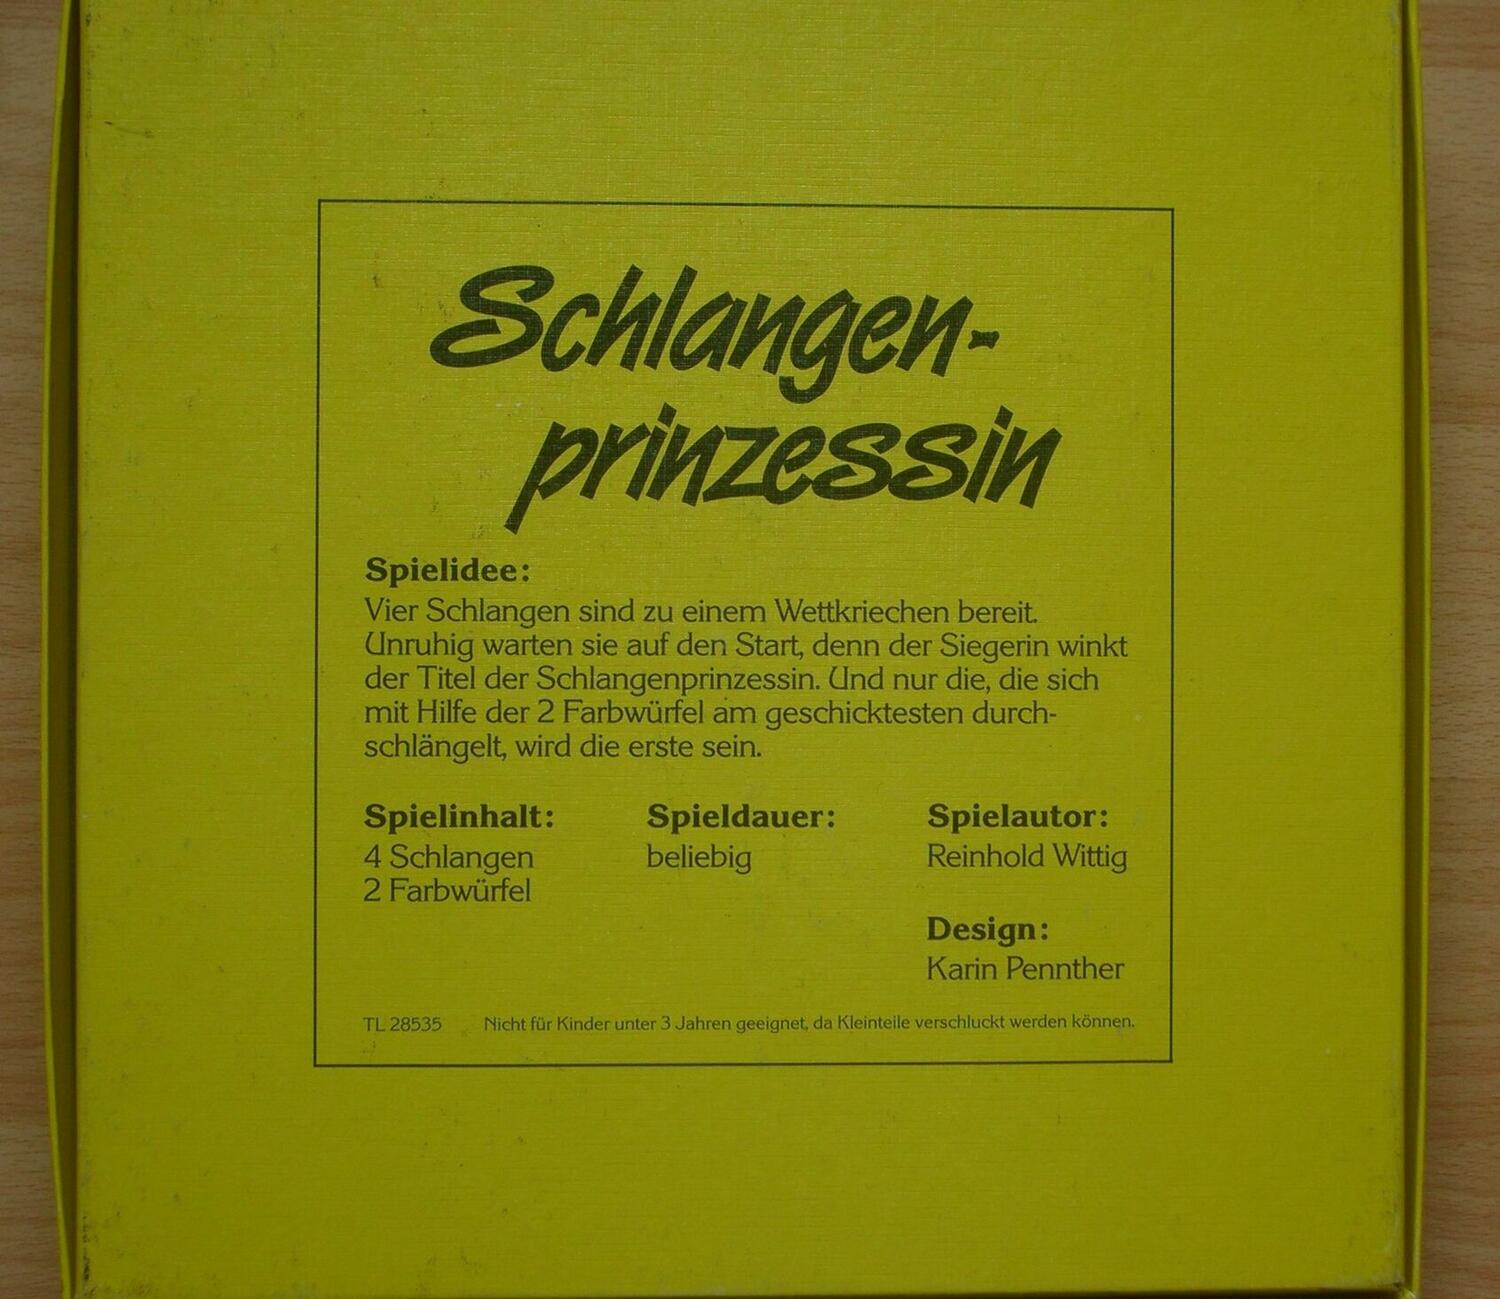 Schlangen-
prinzessin
Spielidee:
Vier Schlangen sind zu einem Wettkriechen bereit.
Unruhig warten sie auf den Start, denn der Siegerin winkt
der Titel der Schlangenprinzessin. Und nur die, die sich
mit Hilfe der 2 Farbwürfel am geschicktesten durch-
schlängelt, wird die erste sein.
Spielinhalt:
4 Schlangen
2 Farbwürfel
Spieldauer:
beliebig
Spielautor:
Reinhold Wittig
Design:
Karin Pennther
TL 28535 Nicht für Kinder unter 3 Jahren geeignet, da Kleinteile verschluckt werden können.